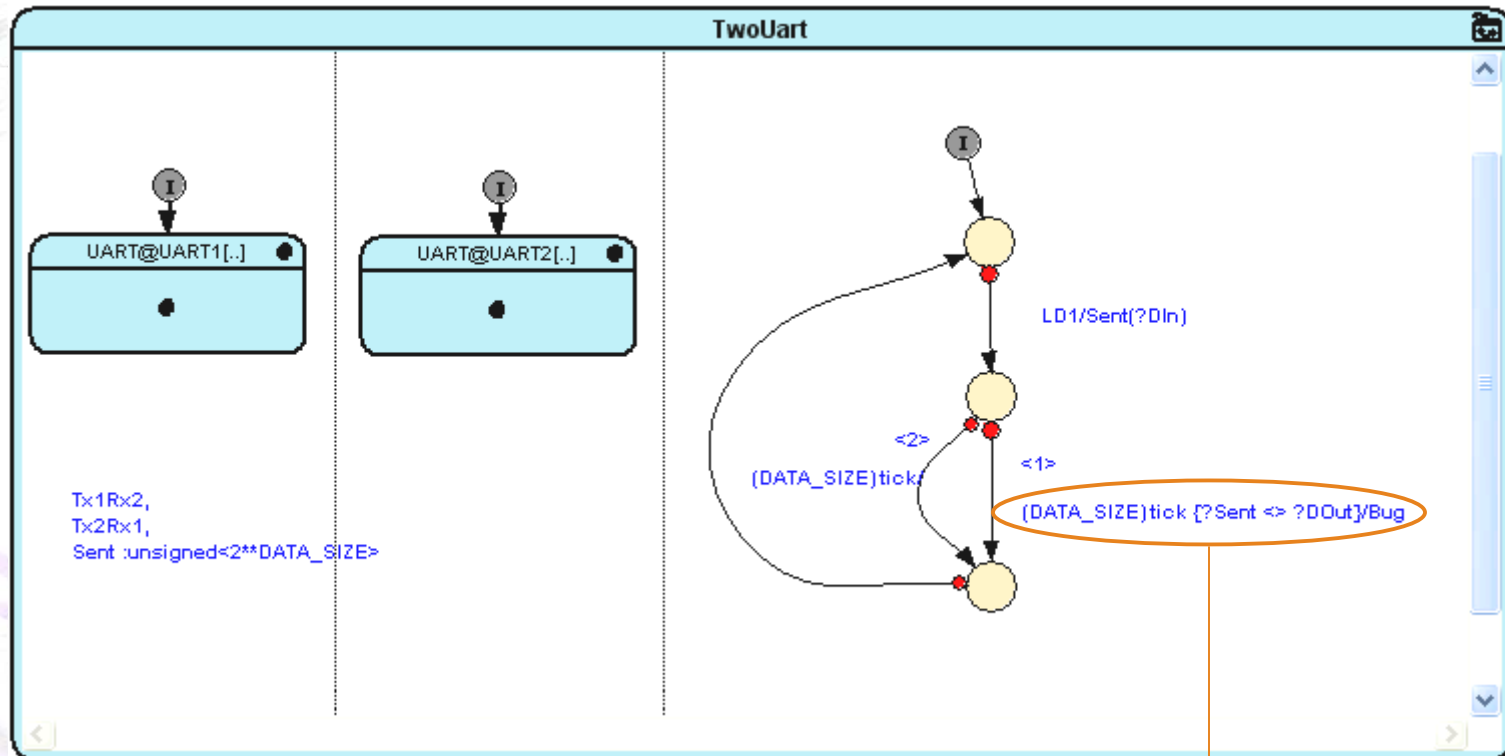 TwoUart
I
I
I
UART@UART1[..]
UART@UART2[..]
LD1/Sent(?DIn)
<2>
(DATA_SIZE)tick/
<1>
(DATA_SIZE)tick {?Sent <> ?DOut}/Bug
Tx1Rx2,
Tx2Rx1,
Sent :unsigned<2**DATA_SIZE>